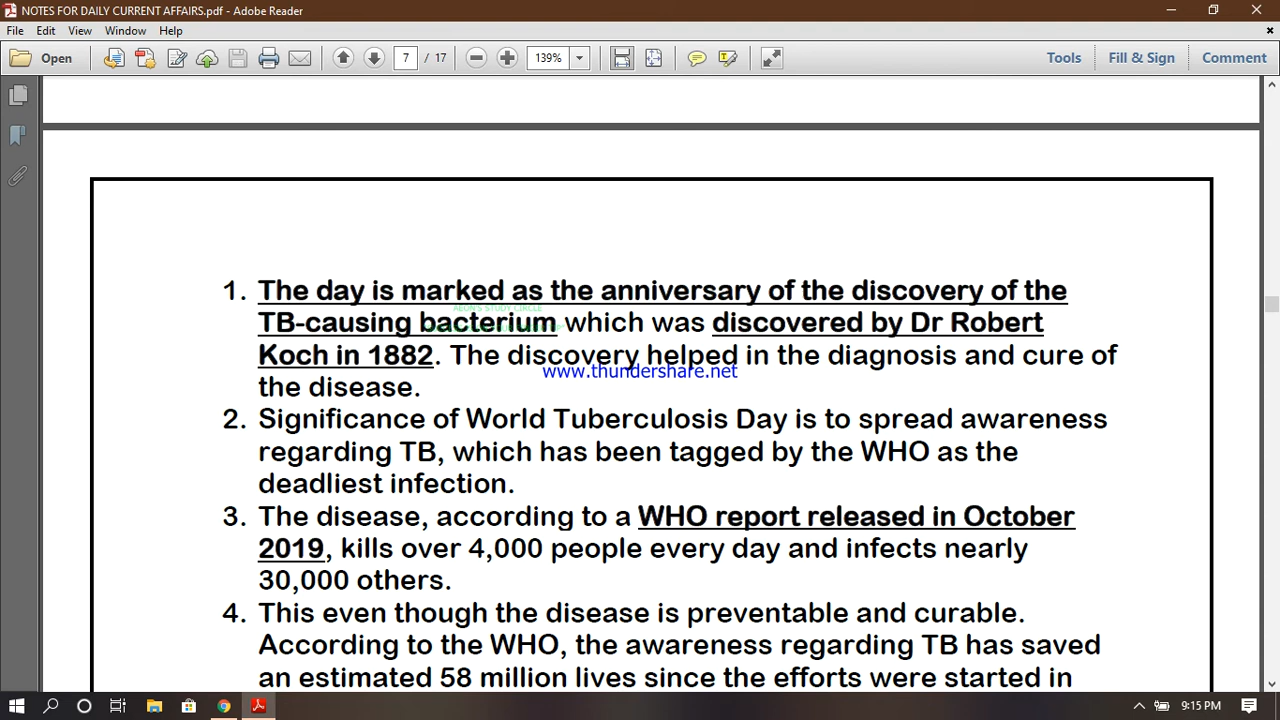 NOTES FOR DAILY CURRENT AFFAIRS.pdf - Adobe Reader
File Edit View Window Help
Open 7 / 17 139% Tools Fill & Sign Comment
1. The day is marked as the anniversary of the discovery of the
AEON'S STUDY CIRCLE
TB-causing bacterium which was discovered by Dr Robert
Koch in 1882. The discovery helped in the diagnosis and cure of
www.thundershare.net
the disease.
2. Significance of World Tuberculosis Day is to spread awareness
regarding TB, which has been tagged by the WHO as the
deadliest infection.
3. The disease, according to a WHO report released in October
2019, kills over 4,000 people every day and infects nearly
30,000 others.
4. This even though the disease is preventable and curable.
According to the WHO, the awareness regarding TB has saved
an estimated 58 million lives since the efforts were started in
9:15 PM